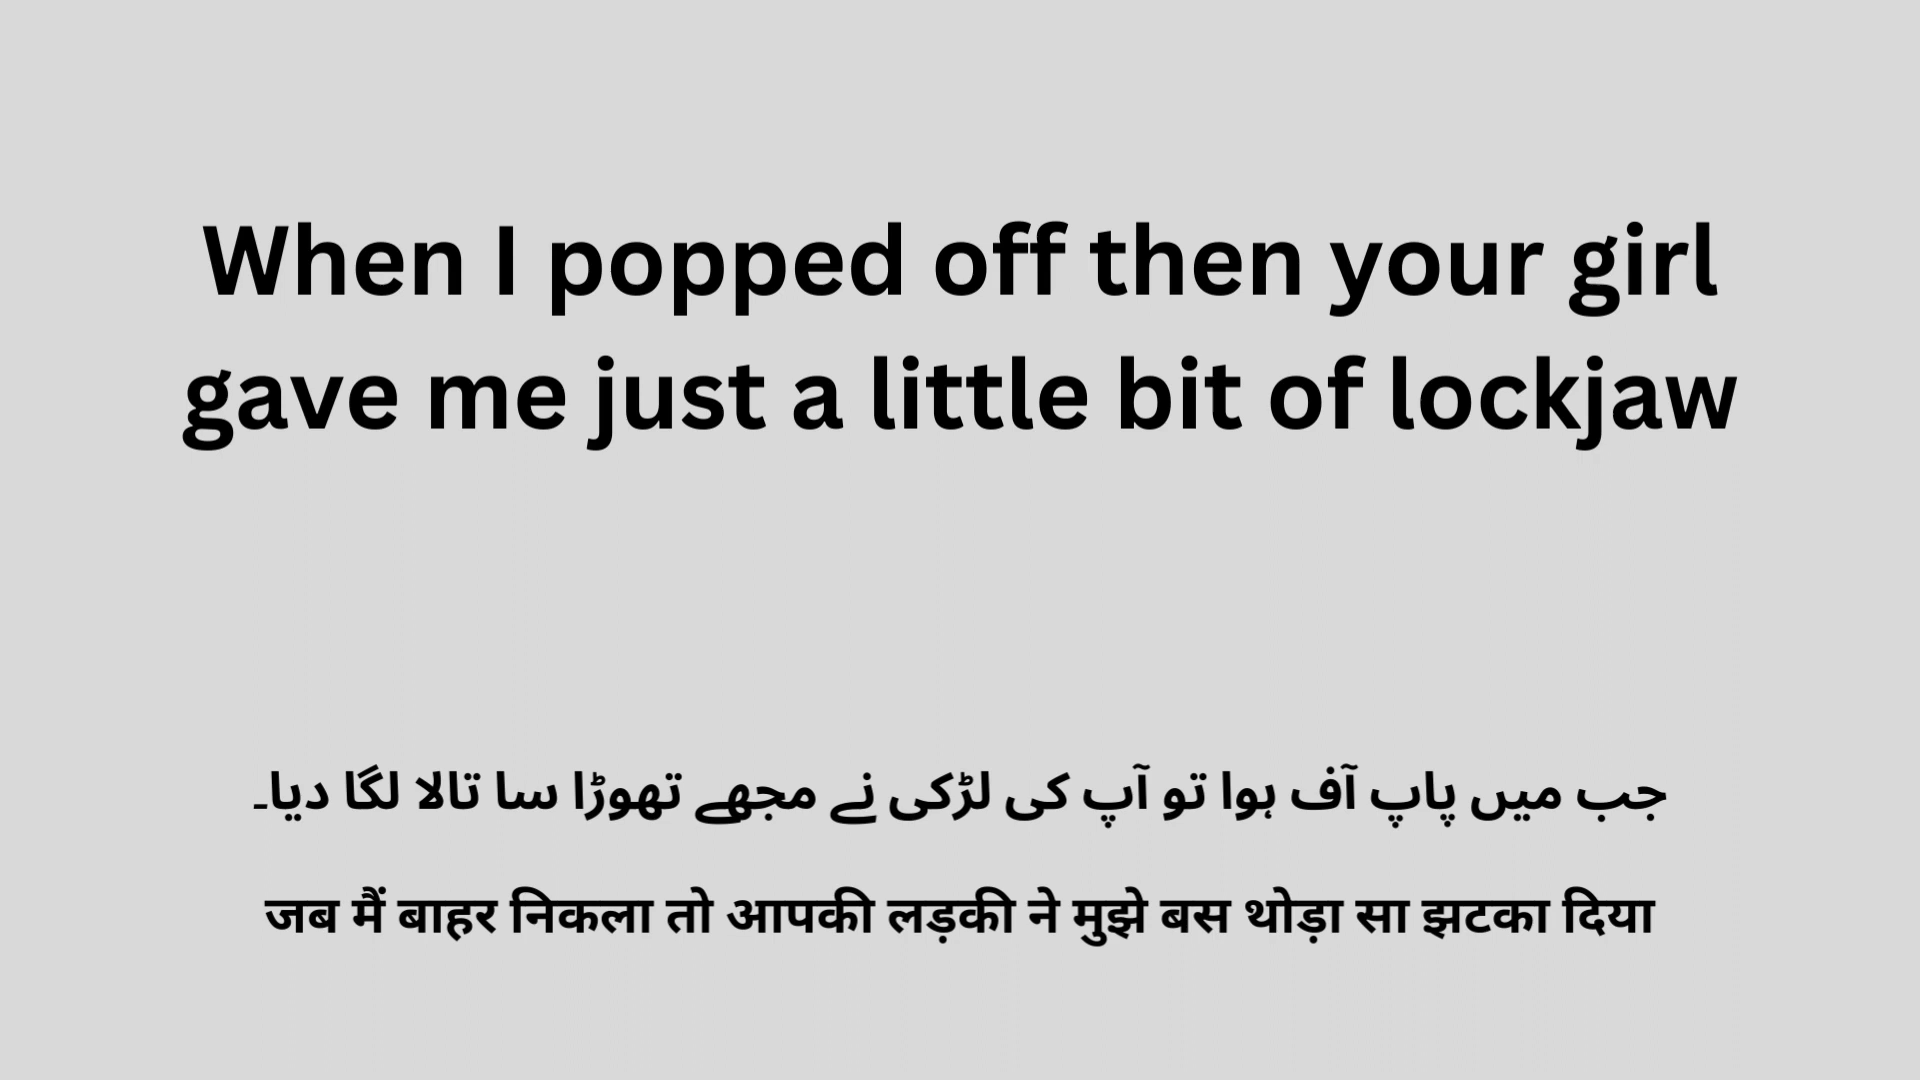 When I popped off then your girl
gave me just a little bit of lockjaw
جب میں پاپ آف ہوا تو آپ کی لڑکی نے مجھے تھوڑا سا تالا لگا دیا۔
जब मैं बाहर निकला तो आपकी लड़की ने मुझे बस थोड़ा सा झटका दिया